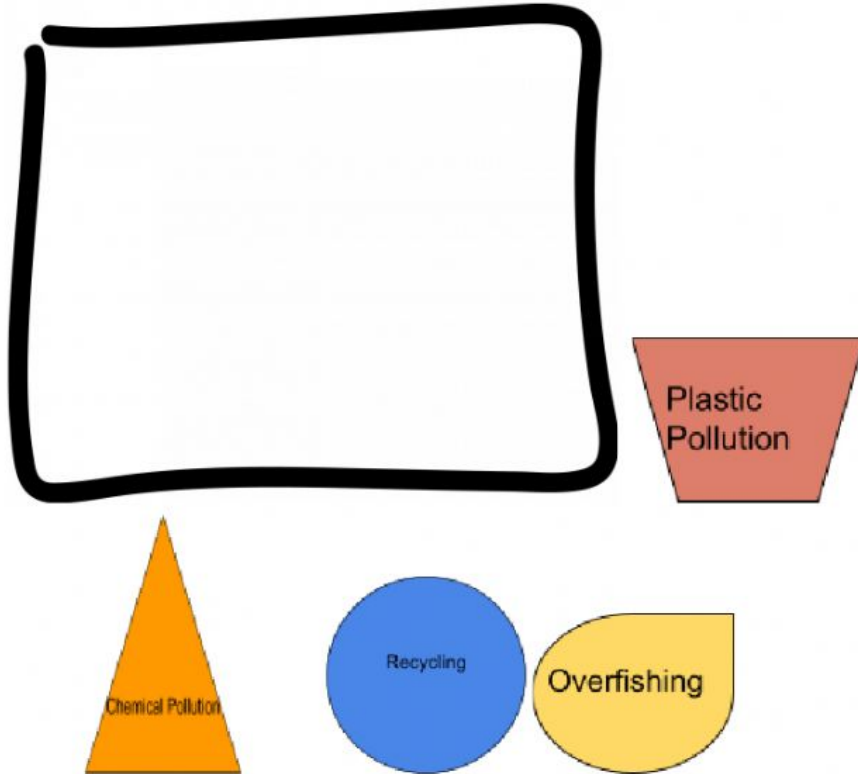 Plastic
Pollution
Recycling
Overfishing
Chemical Pollution